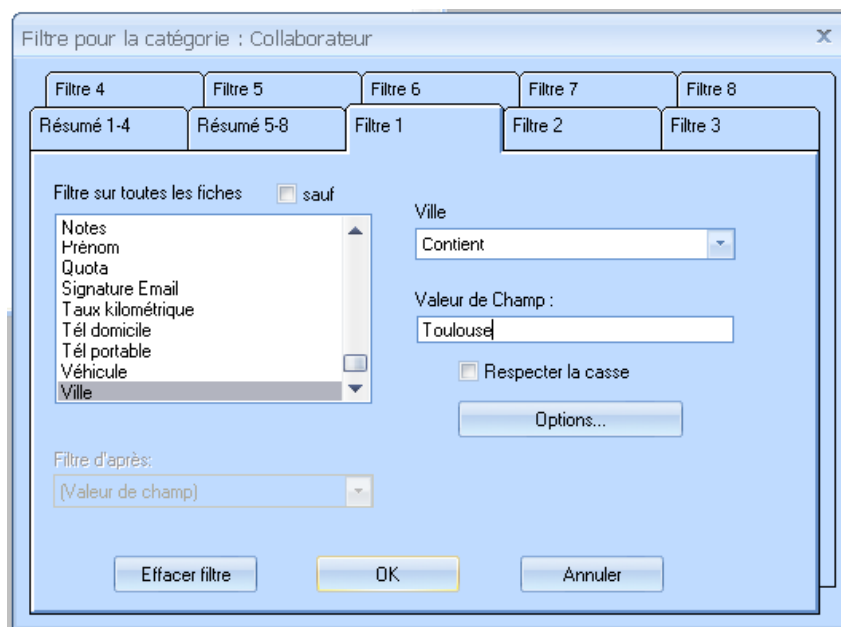 Filtre pour la catégorie : Collaborateur
Filtre 4
Filtre 5
Filtre 6
Filtre 7
Filtre 8
Résumé 1-4
Résumé 5-8
Filtre 1
Filtre 2
Filtre 3
Filtre sur toutes les fiches
sauf
Notes
Prénom
Quota
Signature Email
Taux kilométrique
Tél domicile
Tél portable
Véhicule
Ville
Ville
Contient
Valeur de Champ :
Toulouse
Respecter la casse
Options...
Filtre d'après:
(Valeur de champ)
Effacer filtre
OK
Annuler